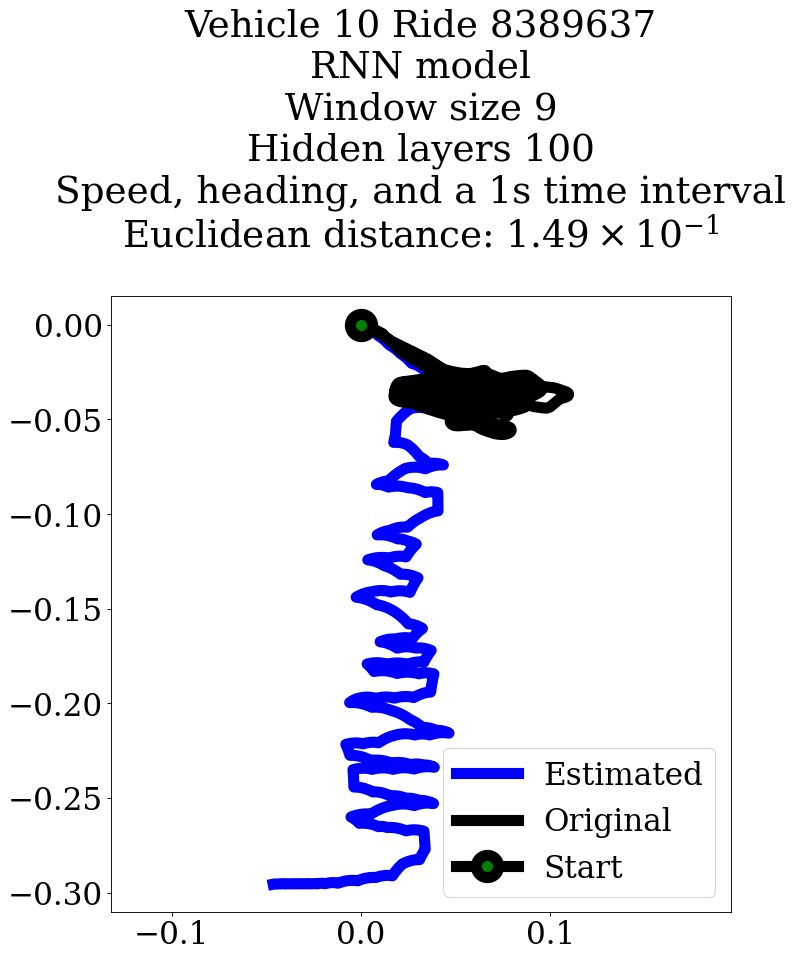 Vehicle 10 Ride 8389637
RNN model
Window size 9
Hidden layers 100
Speed, heading, and a 1s time interval
Euclidean distance: 1.49 × 10⁻¹
0.00
−0.05
−0.10
−0.15
−0.20
−0.25
−0.30
−0.1
0.0
0.1
Estimated
Original
Start